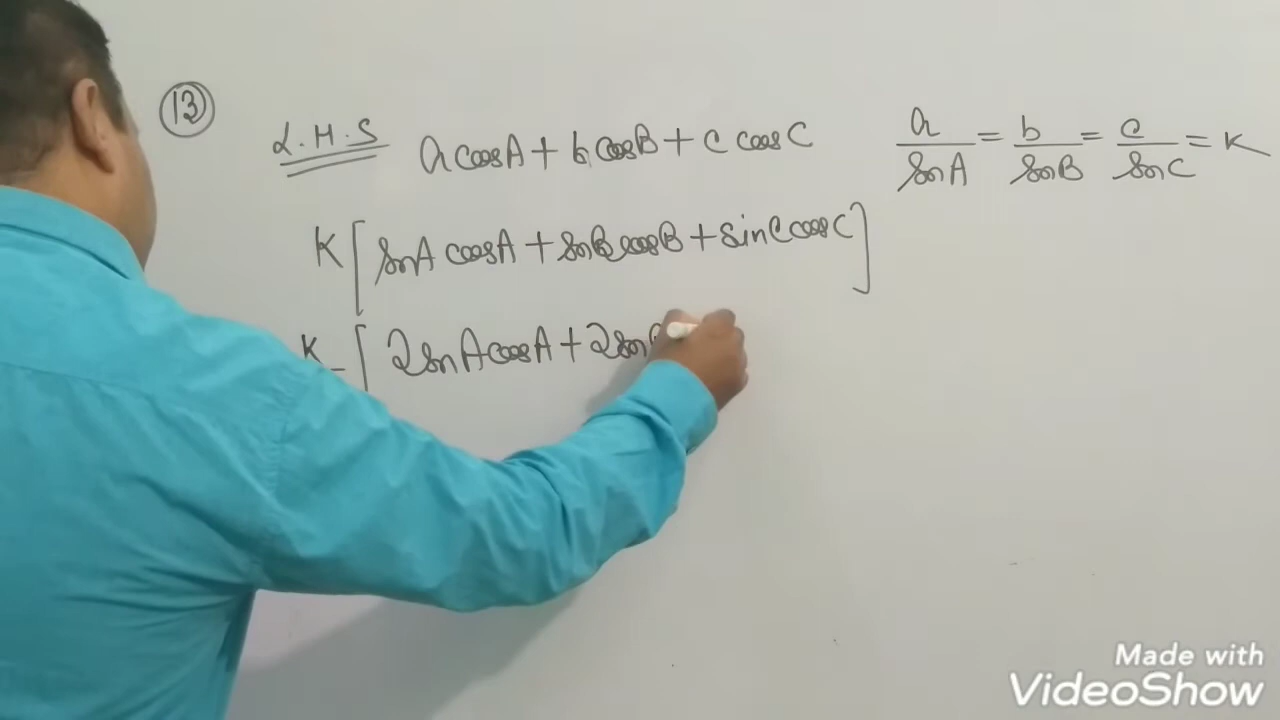 13
L.H.S a cosA + b cosB + c cosC a/sinA = b/sinB = c/sinC = K
K[sinA cosA + sinB cosB + sinC cosC]
K [2sinA cosA + 2sin
Made with
VideoShow